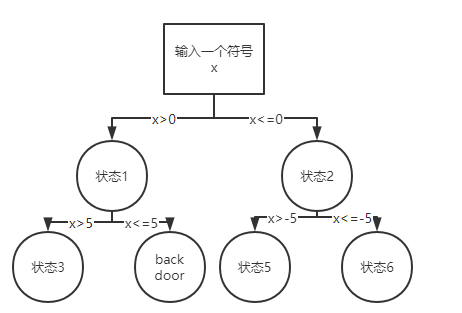 输入一个符号
x
x>0
x<=0
状态1
状态2
x>5
x<=5
x>-5
x<=-5
状态3
back
door
状态5
状态6